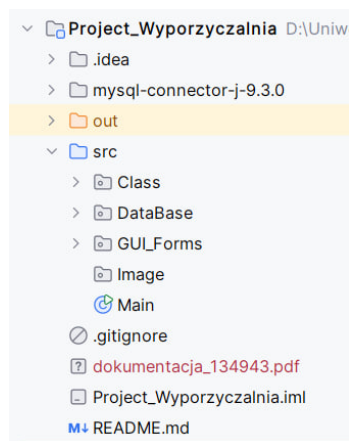 Project_Wyporzyczalnia D:\Uniw
.idea
mysql-connector-j-9.3.0
out
src
Class
DataBase
GUI_Forms
Image
Main
.gitignore
dokumentacja_134943.pdf
Project_Wyporzyczalnia.iml
M↓ README.md